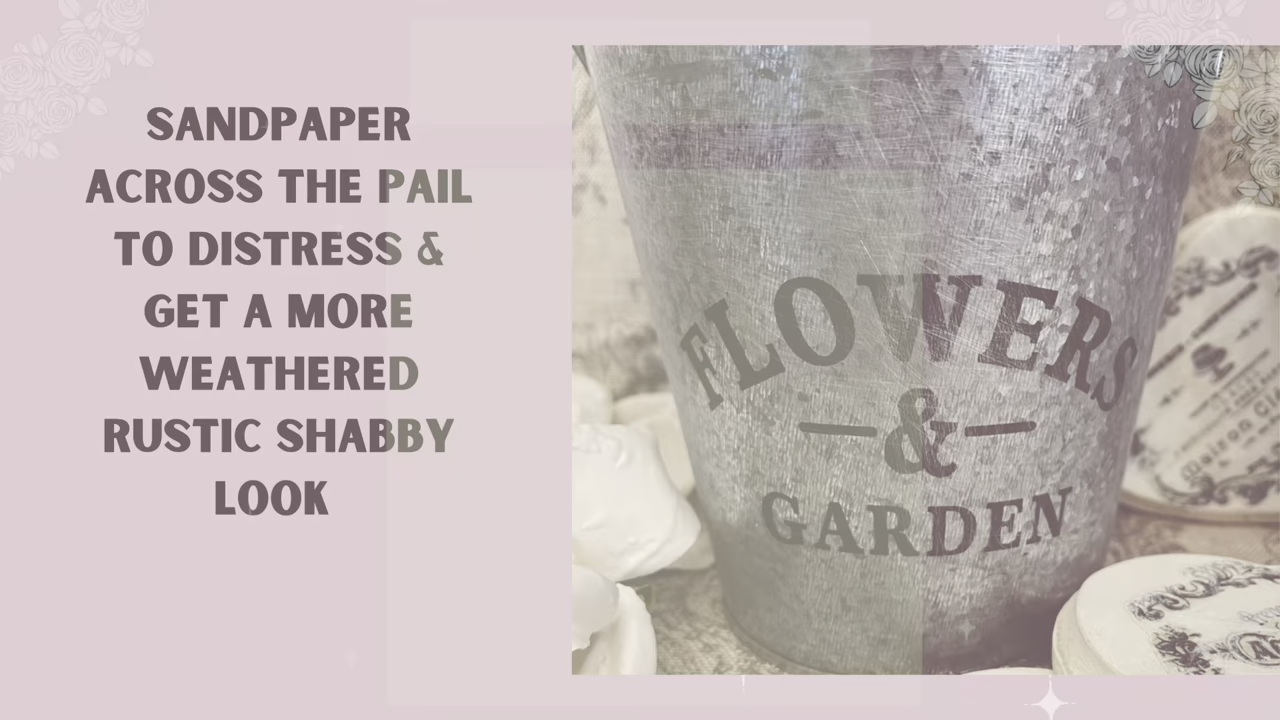 SANDPAPER
ACROSS THE PAIL
TO DISTRESS &
GET A MORE
WEATHERED
RUSTIC SHABBY
LOOK
FLOWERS
&
GARDEN